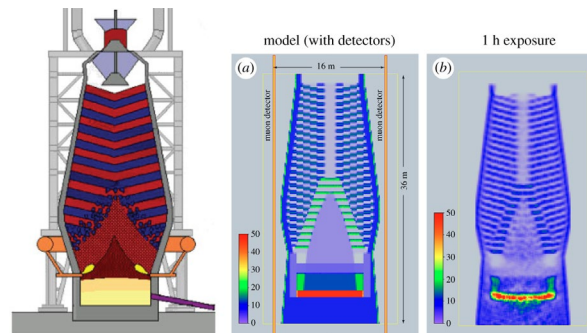 model (with detectors)
1 h exposure
(a)
16 m
(b)
muon detector
muon detector
36 m
50
40
30
20
10
0
50
40
30
20
10
0